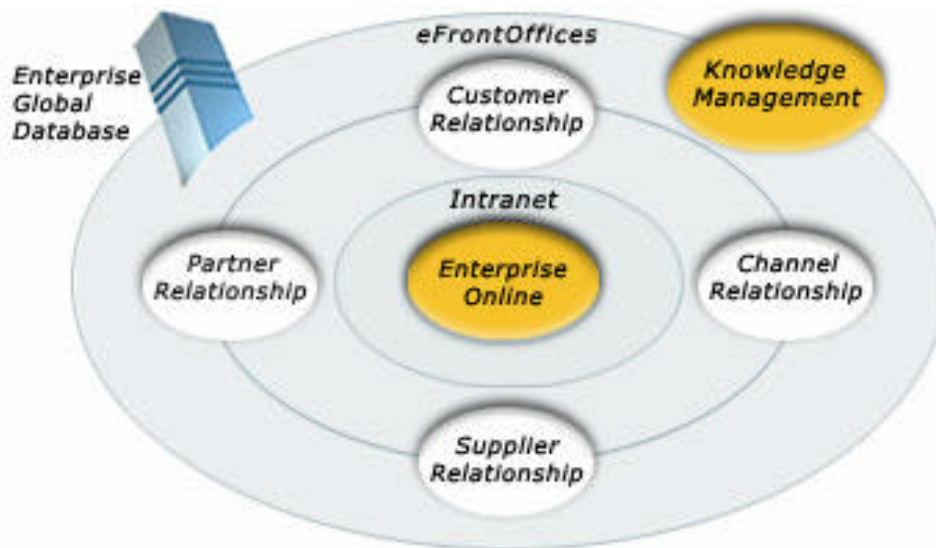 eFrontOffices
Enterprise
Global
Database
Knowledge
Management
Customer
Relationship
Intranet
Partner
Relationship
Enterprise
Online
Channel
Relationship
Supplier
Relationship